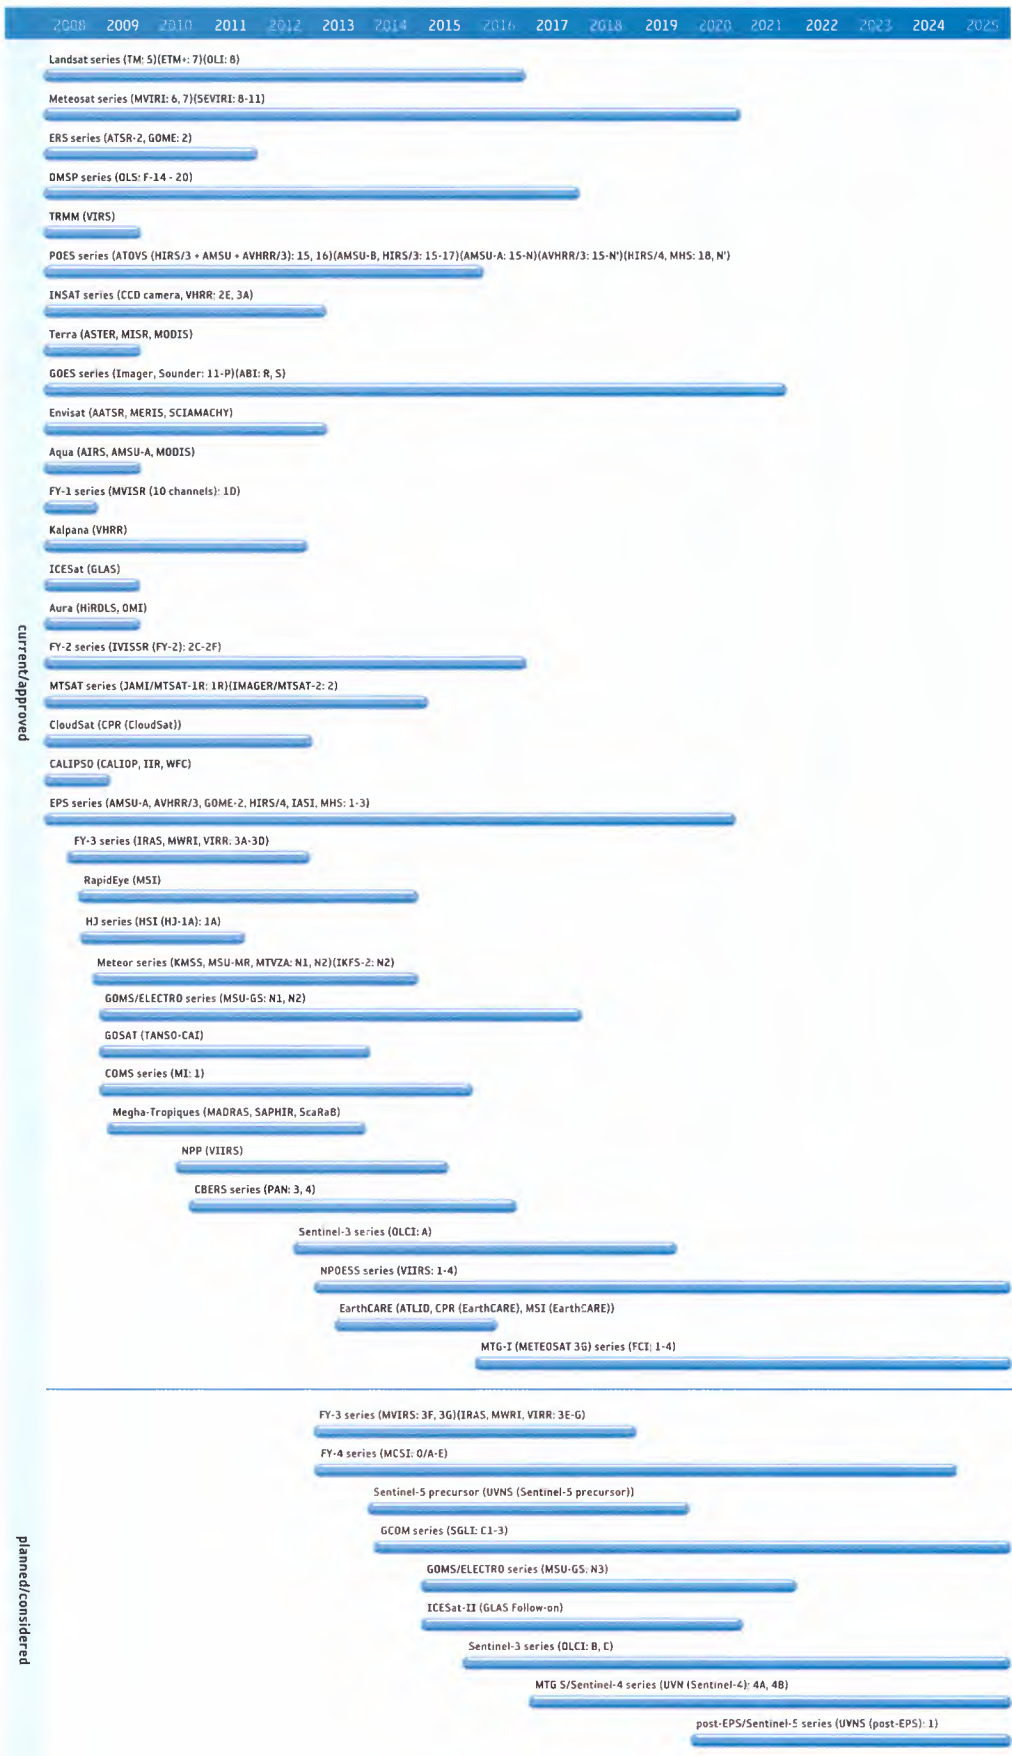 2008 2009 2010 2011 2012 2013 2014 2015 2016 2017 2018 2019 2020 2021 2022 2023 2024 2025
Landsat series (TM: 5)(ETM+: 7)(OLI: 8)
Meteosat series (MVIRI: 6, 7)(SEVIRI: 8-11)
ERS series (ATSR-2, GOME: 2)
DMSP series (OLS: F-14 - 20)
TRMM (VIRS)
POES series (ATOVS (HIRS/3 + AMSU + AVHRR/3): 15, 16)(AMSU-B, HIRS/3: 15-17)(AMSU-A: 15-N)(AVHRR/3: 15-N')(HIRS/4, MHS: 18, N')
INSAT series (CCD camera, VHRR: 2E, 3A)
Terra (ASTER, MISR, MODIS)
GOES series (Imager, Sounder: 11-P)(ABI: R, S)
Envisat (AATSR, MERIS, SCIAMACHY)
Aqua (AIRS, AMSU-A, MODIS)
FY-1 series (MVISR (10 channels): 1D)
Kalpana (VHRR)
ICESat (GLAS)
Aura (HiRDLS, OMI)
FY-2 series (IVISSR (FY-2): 2C-2F)
MTSAT series (JAMI/MTSAT-1R: 1R)(IMAGER/MTSAT-2: 2)
CloudSat (CPR (CloudSat))
CALIPSO (CALIOP, IIR, WFC)
EPS series (AMSU-A, AVHRR/3, GOME-2, HIRS/4, IASI, MHS: 1-3)
FY-3 series (IRAS, MWRI, VIRR: 3A-3D)
RapidEye (MSI)
HJ series (HSI (HJ-1A): 1A)
Meteor series (KMSS, MSU-MR, MTVZA: N1, N2)(IKFS-2: N2)
GOMS/ELECTRO series (MSU-GS: N1, N2)
GOSAT (TANSO-CAI)
COMS series (MI: 1)
Megha-Tropiques (MADRAS, SAPHIR, ScaRaB)
NPP (VIIRS)
CBERS series (PAN: 3, 4)
Sentinel-3 series (OLCI: A)
NPOESS series (VIIRS: 1-4)
EarthCARE (ATLID, CPR (EarthCARE), MSI (EarthCARE))
MTG-I (METEOSAT 3G) series (FCI: 1-4)
current/approved
FY-3 series (MVIRS: 3F, 3G)(IRAS, MWRI, VIRR: 3E-G)
FY-4 series (MCSI: O/A-E)
Sentinel-5 precursor (UVNS (Sentinel-5 precursor))
GCOM series (SGLI: C1-3)
GOMS/ELECTRO series (MSU-GS: N3)
ICESat-II (GLAS Follow-on)
Sentinel-3 series (OLCI: B, C)
MTG S/Sentinel-4 series (UVN (Sentinel-4): 4A, 4B)
post-EPS/Sentinel-5 series (UVNS (post-EPS): 1)
planned/considered